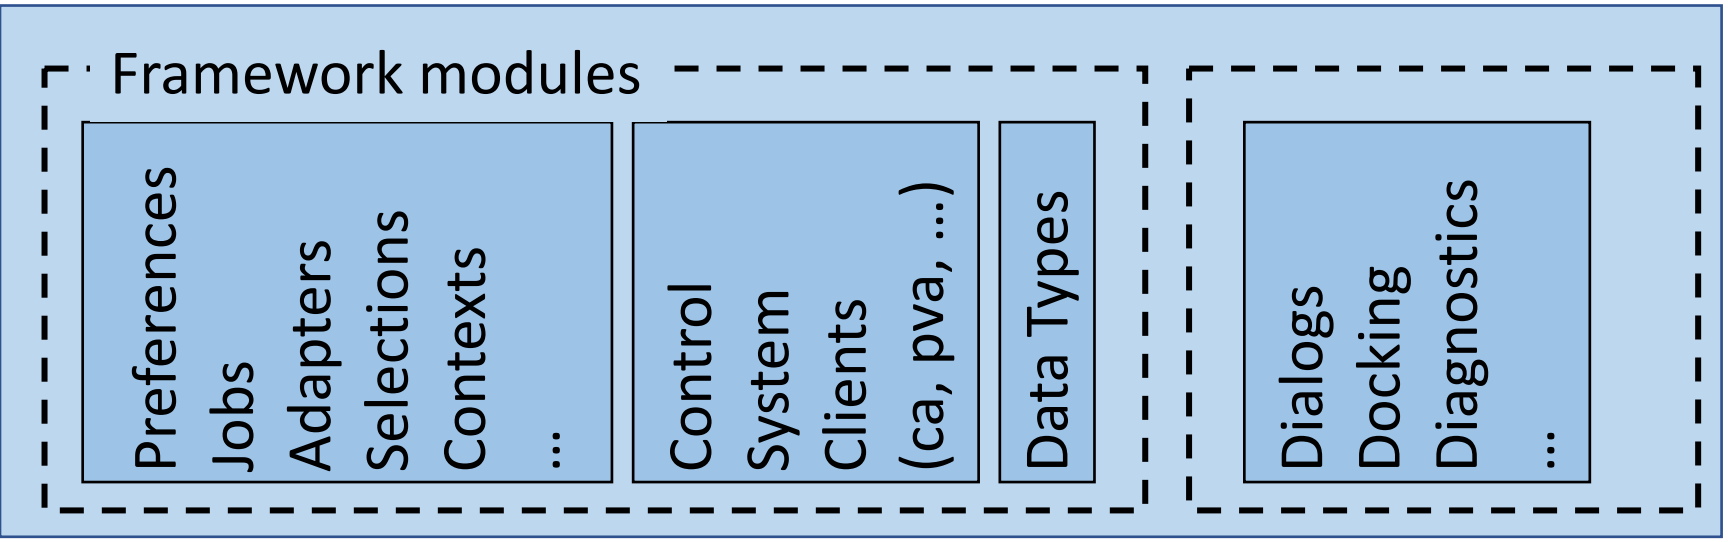 Framework modules
Preferences
Jobs
Adapters
Selections
Contexts
...
Control
System
Clients
(ca, pva, ...)
Data Types
Dialogs
Docking
Diagnostics
...